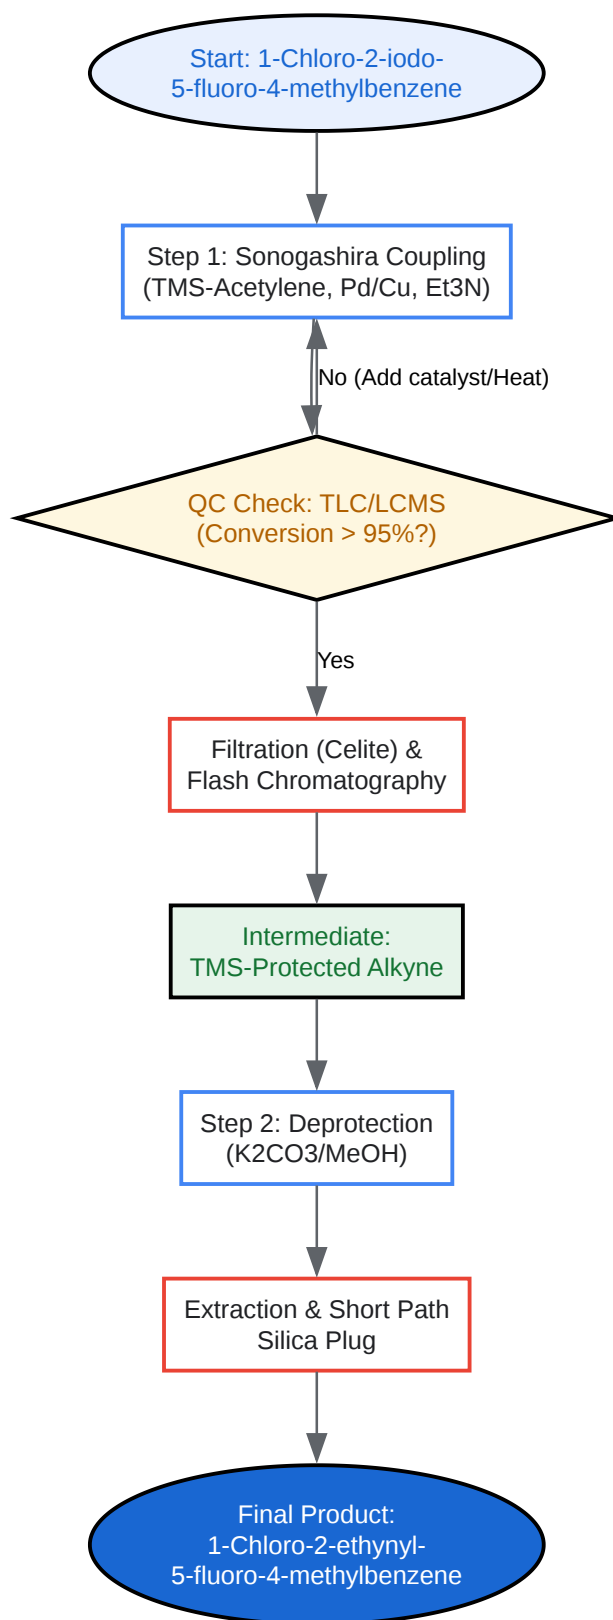 Start: 1-Chloro-2-iodo-
5-fluoro-4-methylbenzene
Step 1: Sonogashira Coupling
(TMS-Acetylene, Pd/Cu, Et3N)
No (Add catalyst/Heat)
QC Check: TLC/LCMS
(Conversion > 95%?)
Yes
Filtration (Celite) &
Flash Chromatography
Intermediate:
TMS-Protected Alkyne
Step 2: Deprotection
(K2CO3/MeOH)
Extraction & Short Path
Silica Plug
Final Product:
1-Chloro-2-ethynyl-
5-fluoro-4-methylbenzene